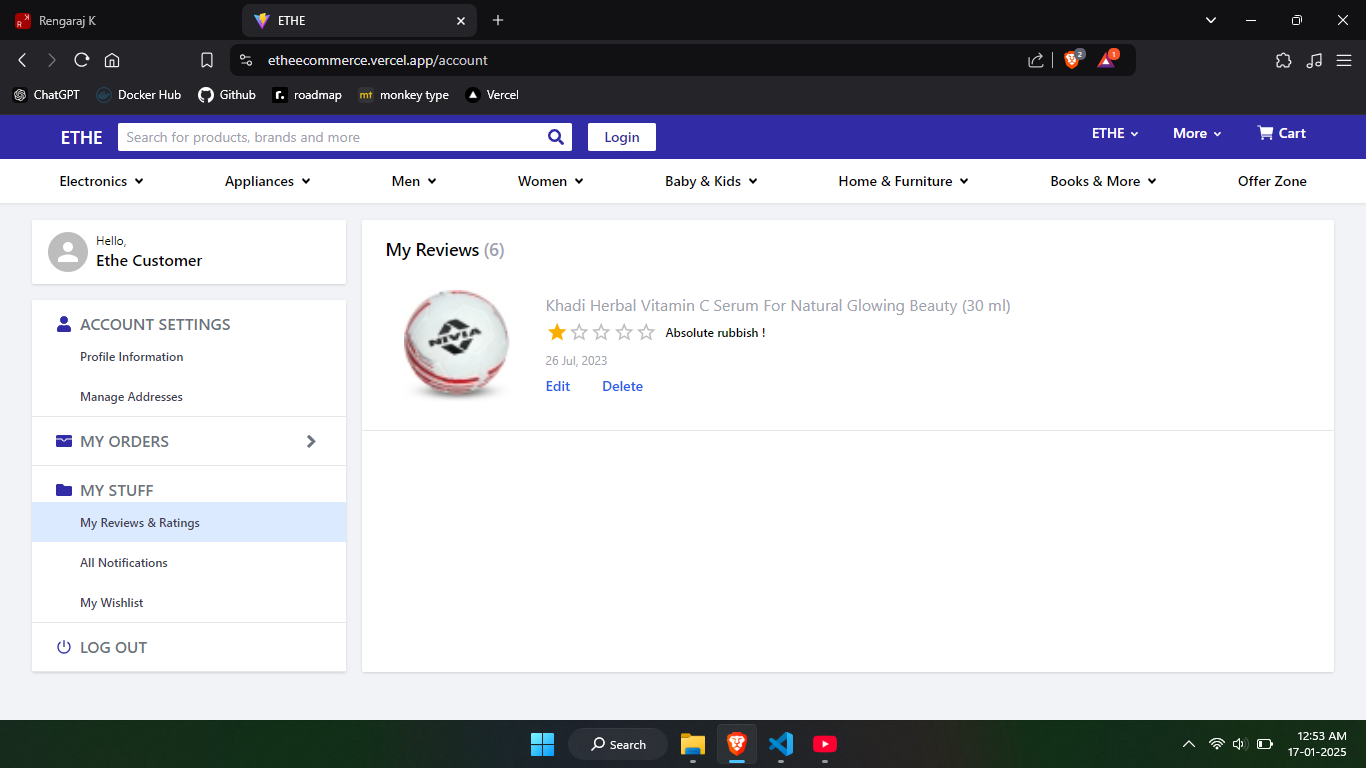 Rengaraj K
ETHE
etheecommerce.vercel.app/account
2
1
ChatGPT
Docker Hub
Github
r. roadmap
mt monkey type
Vercel
ETHE
Search for products, brands and more
Login
ETHE
More
Cart
Electronics
Appliances
Men
Women
Baby & Kids
Home & Furniture
Books & More
Offer Zone
Hello,
Ethe Customer
ACCOUNT SETTINGS
Profile Information
Manage Addresses
MY ORDERS
MY STUFF
My Reviews & Ratings
All Notifications
My Wishlist
LOG OUT
My Reviews (6)
NIVIA
Khadi Herbal Vitamin C Serum For Natural Glowing Beauty (30 ml)
Absolute rubbish !
26 Jul, 2023
Edit
Delete
Search
12:53 AM
17-01-2025